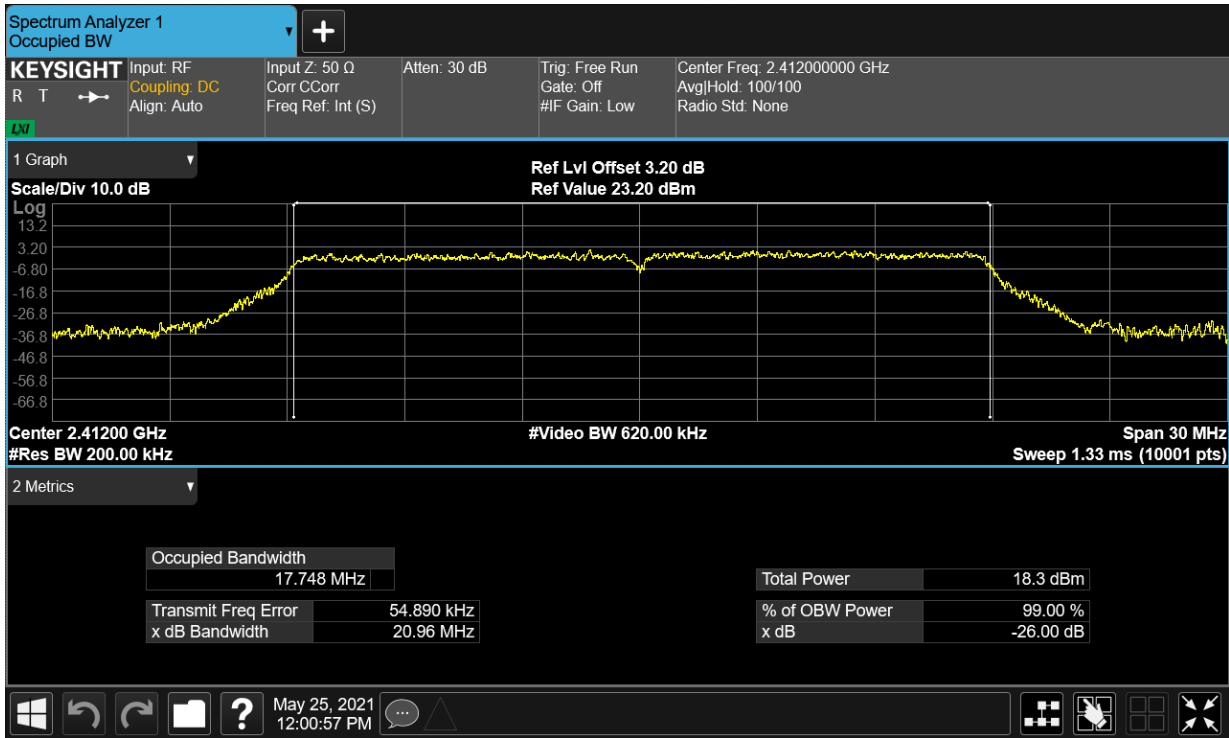 Spectrum Analyzer 1
Occupied BW
▼
+
KEYSIGHT
R T
LXI
Input: RF
Coupling: DC
Align: Auto
Input Z: 50 Ω
Corr CCorr
Freq Ref: Int (S)
Atten: 30 dB
Trig: Free Run
Gate: Off
#IF Gain: Low
Center Freq: 2.412000000 GHz
Avg|Hold: 100/100
Radio Std: None
1 Graph ▼
Scale/Div 10.0 dB
Ref Lvl Offset 3.20 dB
Ref Value 23.20 dBm
Log
13.2
3.20
-6.80
-16.8
-26.8
-36.8
-46.8
-56.8
-66.8
Center 2.41200 GHz
#Res BW 200.00 kHz
#Video BW 620.00 kHz
Span 30 MHz
Sweep 1.33 ms (10001 pts)
2 Metrics ▼
Occupied Bandwidth
17.748 MHz
Transmit Freq Error 54.890 kHz
x dB Bandwidth 20.96 MHz
Total Power 18.3 dBm
% of OBW Power 99.00 %
x dB -26.00 dB
?
May 25, 2021
12:00:57 PM